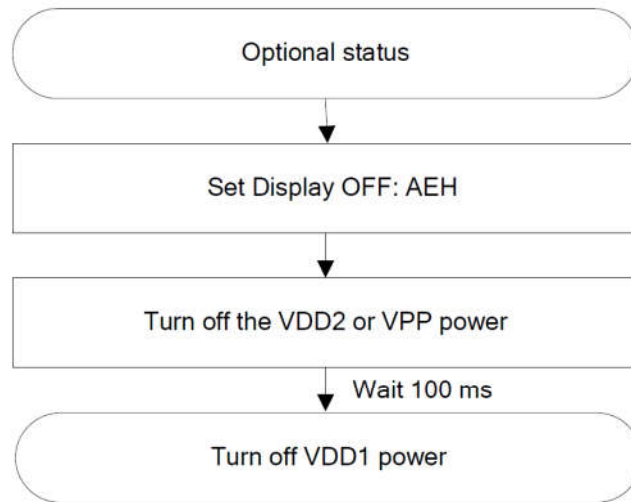 Optional status
Set Display OFF: AEH
Turn off the VDD2 or VPP power
Wait 100 ms
Turn off VDD1 power